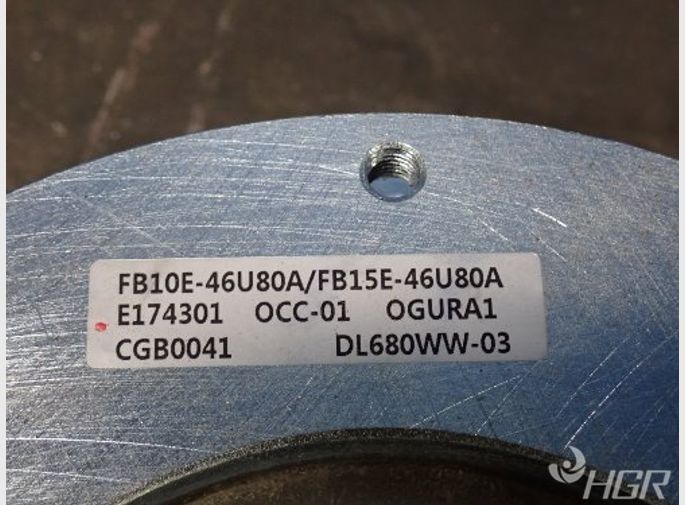 FB10E-46U80A/FB15E-46U80A
E174301 OCC-01 OGURA1
CGB0041 DL680WW-03
HGR